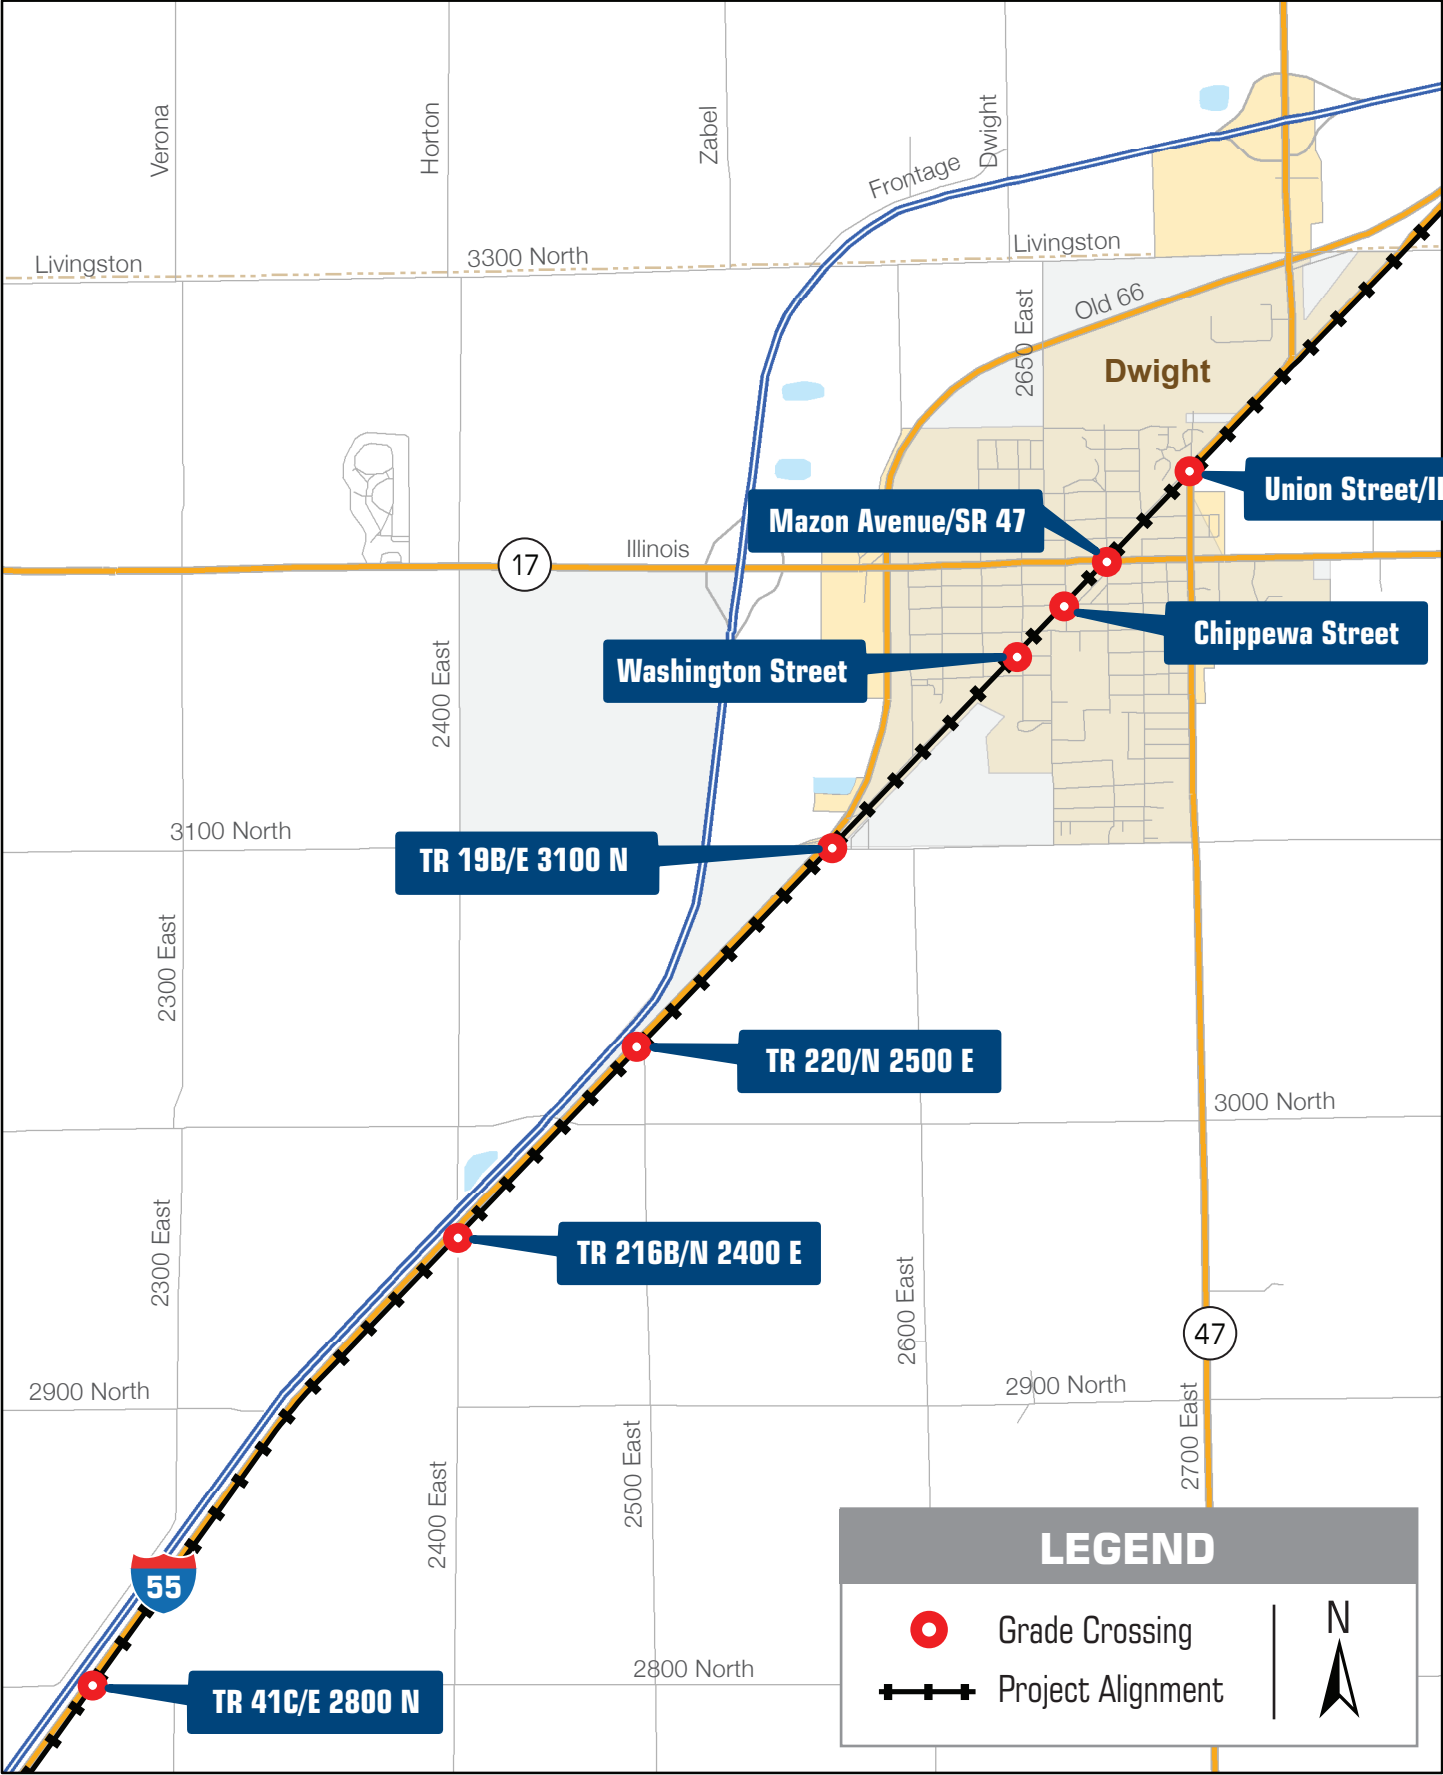 Verona
Horton
Zabel
Dwight
Frontage
Livingston
3300 North
Livingston
2650 East
Old 66
Dwight
Union Street/Il
Mazon Avenue/SR 47
Illinois
17
Chippewa Street
Washington Street
2400 East
3100 North
TR 19B/E 3100 N
2300 East
TR 220/N 2500 E
3000 North
2300 East
TR 216B/N 2400 E
2600 East
47
2900 North
2900 North
2700 East
2500 East
2400 East
55
2800 North
TR 41C/E 2800 N
LEGEND
Grade Crossing
Project Alignment
N